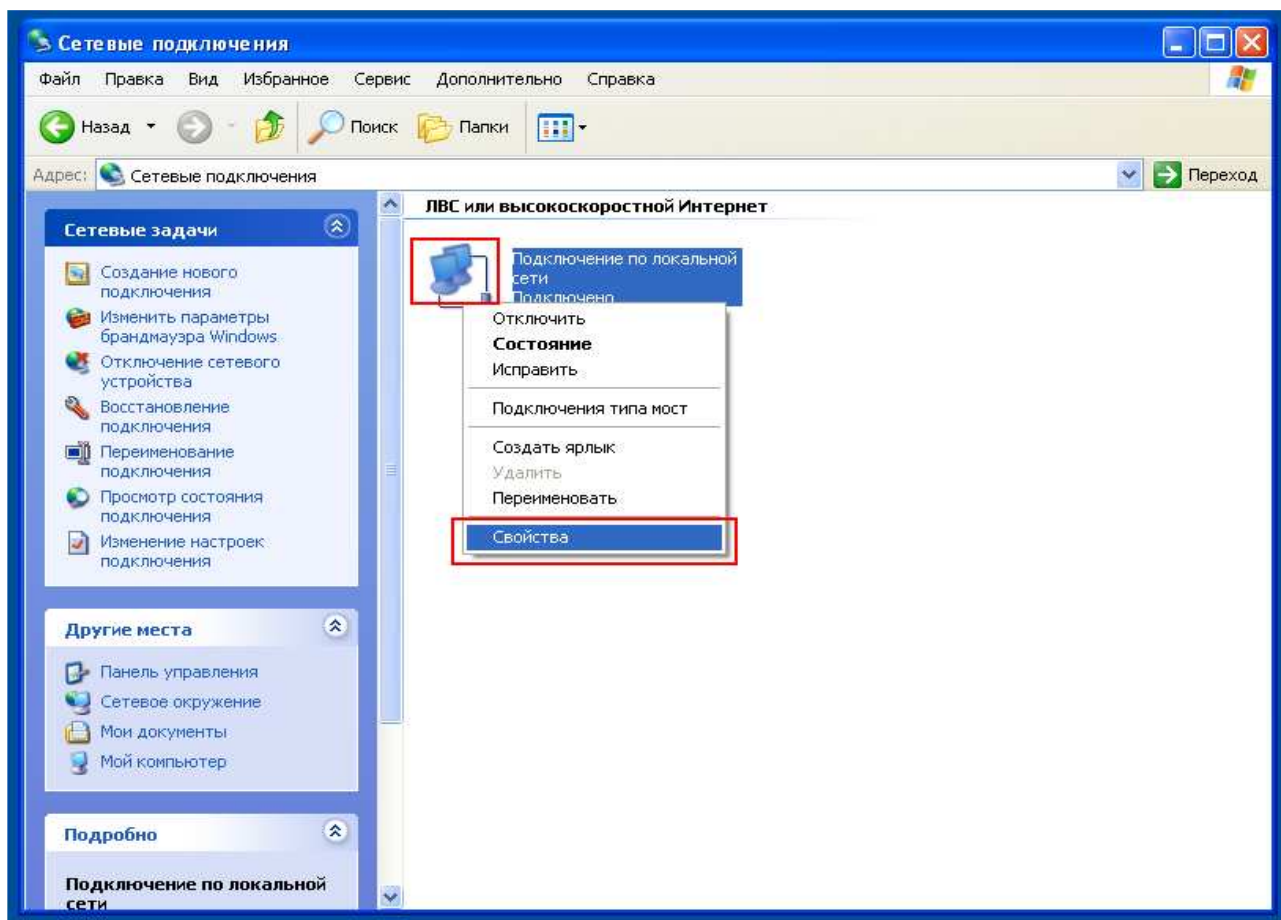 Сетевые подключения
Файл Правка Вид Избранное Сервис Дополнительно Справка
Назад Поиск Папки
Адрес: Сетевые подключения Переход
Сетевые задачи
Создание нового
подключения
Изменить параметры
брандмауэра Windows
Отключение сетевого
устройства
Восстановление
подключения
Переименование
подключения
Просмотр состояния
подключения
Изменение настроек
подключения
Другие места
Панель управления
Сетевое окружение
Мои документы
Мой компьютер
Подробно
Подключение по локальной
сети
ЛВС или высокоскоростной Интернет
Подключение по локальной
сети
Подключено
Отключить
Состояние
Исправить
Подключения типа мост
Создать ярлык
Удалить
Переименовать
Свойства